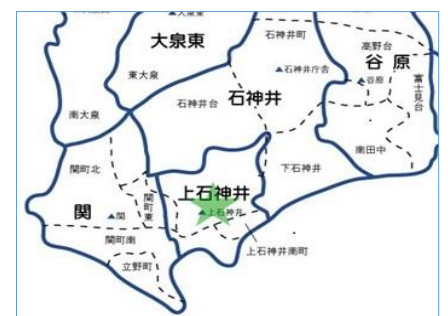 石神井町
高野台
大泉東
谷原
▲石神井庁舎
▲谷原
東大泉
富士見台
石神井台
石神井
南大泉
南田中
関町北
下石神井
関町東
上石神井
関
▲関
▲上石神井
関町南
上石神井南町
立野町